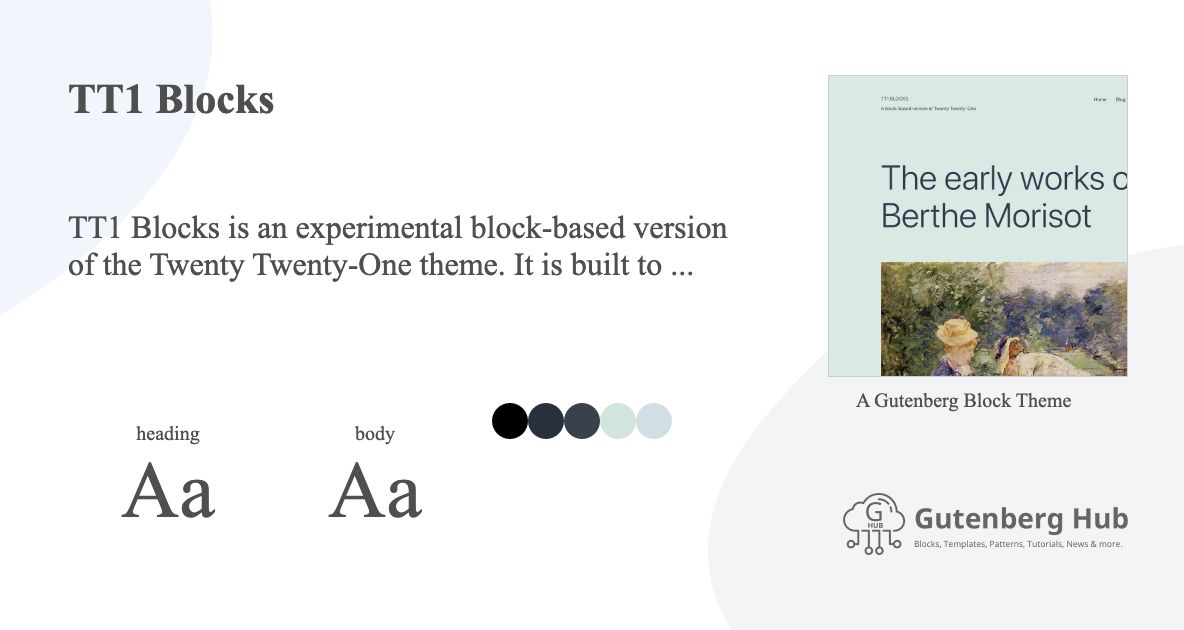 TT1 Blocks
TT1 Blocks is an experimental block-based version
of the Twenty Twenty-One theme. It is built to ...
heading
Aa
body
Aa
TT1 BLOCKS
A block-based version of Twenty Twenty-One
Home Blog
The early works o
Berthe Morisot
A Gutenberg Block Theme
G
HUB
Gutenberg Hub
Blocks, Templates, Patterns, Tutorials, News & more.